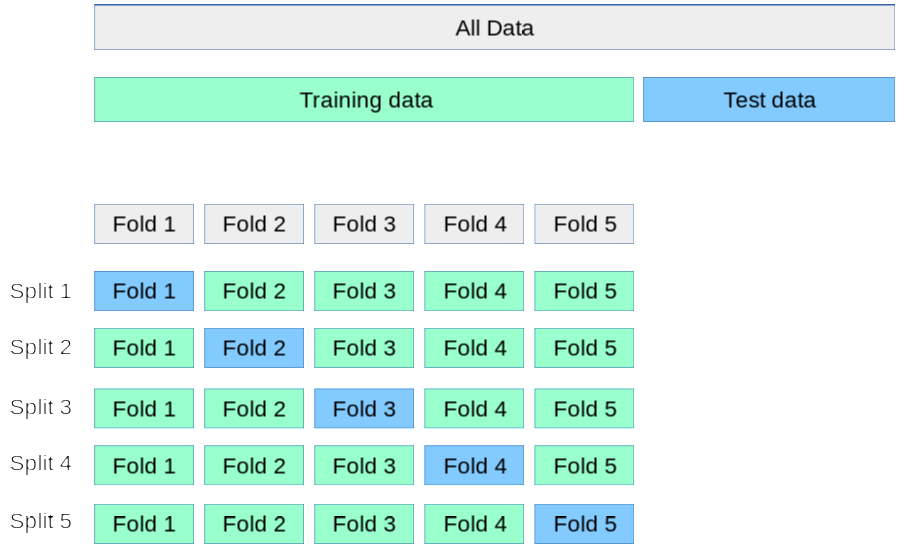 All Data
Training data Test data
Fold 1 Fold 2 Fold 3 Fold 4 Fold 5
Split 1 Fold 1 Fold 2 Fold 3 Fold 4 Fold 5
Split 2 Fold 1 Fold 2 Fold 3 Fold 4 Fold 5
Split 3 Fold 1 Fold 2 Fold 3 Fold 4 Fold 5
Split 4 Fold 1 Fold 2 Fold 3 Fold 4 Fold 5
Split 5 Fold 1 Fold 2 Fold 3 Fold 4 Fold 5